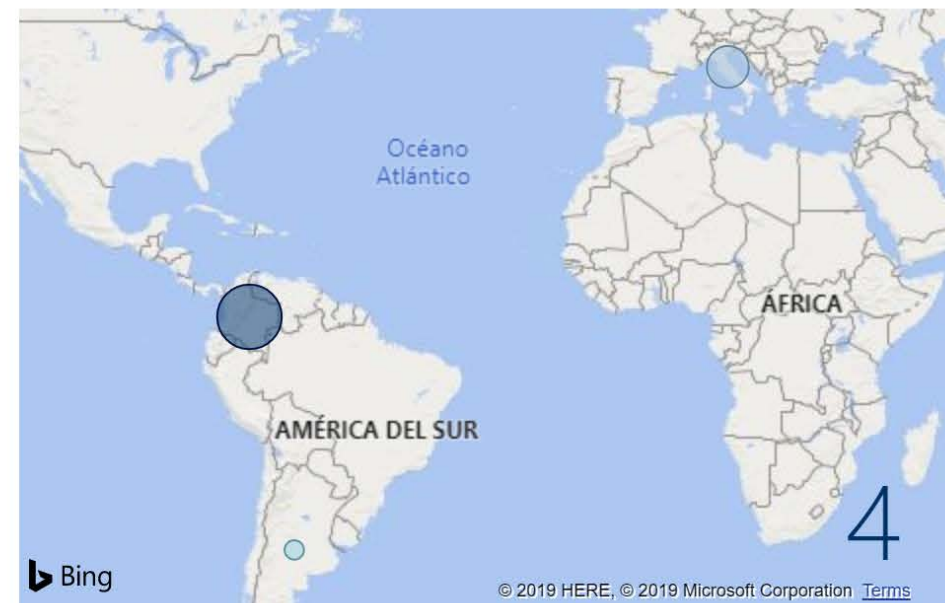 Océano
Atlántico
ÁFRICA
AMÉRICA DEL SUR
4
Bing
© 2019 HERE, © 2019 Microsoft Corporation Terms